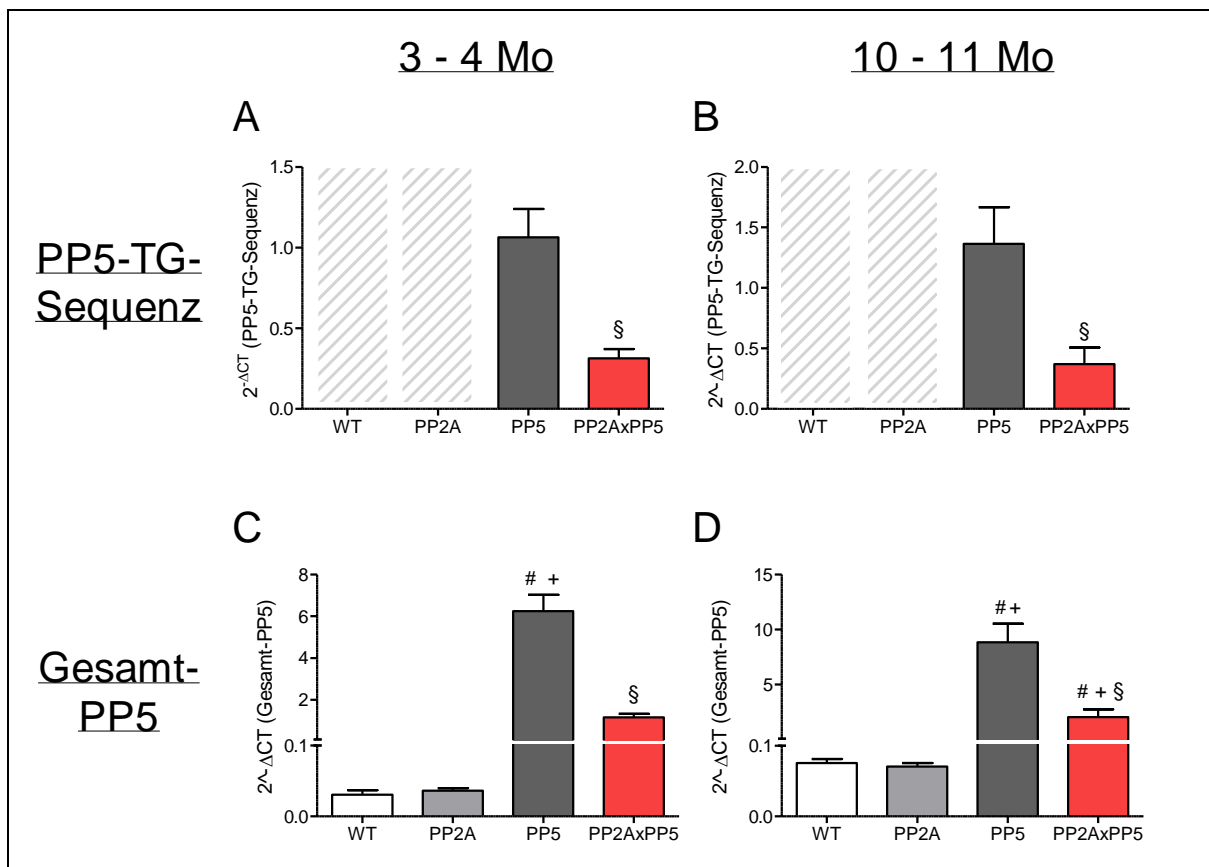 3 - 4 Mo
10 - 11 Mo
PP5-TG-
Sequenz
A
2^-ΔCT (PP5-TG-Sequenz)
1.5
1.0
0.5
0.0
§
WT PP2A PP5 PP2AxPP5
B
2^-ΔCT (PP5-TG-Sequenz)
2.0
1.5
1.0
0.5
0.0
§
WT PP2A PP5 PP2AxPP5
Gesamt-
PP5
C
2^-ΔCT (Gesamt-PP5)
8
6
4
2
0.1
0.0
# +
§
WT PP2A PP5 PP2AxPP5
D
2^-ΔCT (Gesamt-PP5)
15
10
5
0.1
0.0
# +
# + §
WT PP2A PP5 PP2AxPP5